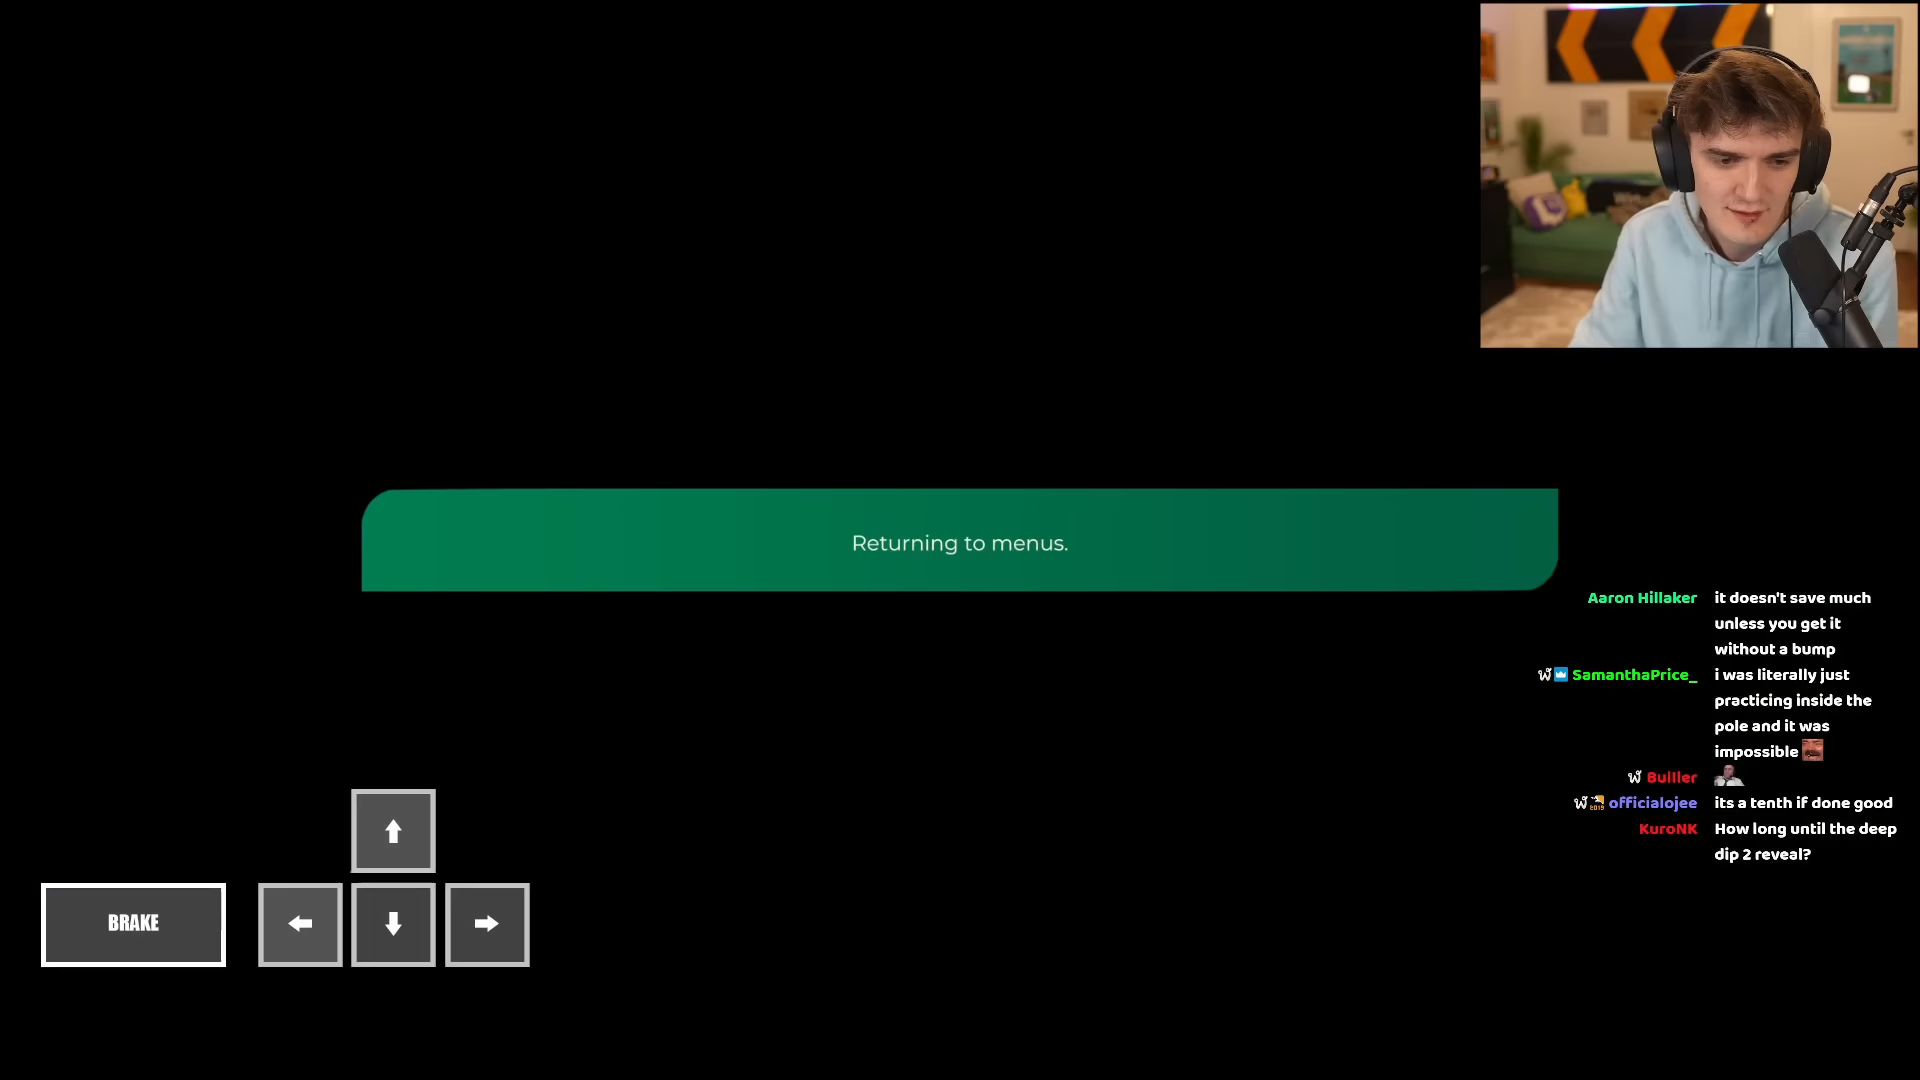 Returning to menus.
Aaron Hillaker it doesn't save much
unless you get it
without a bump
SamanthaPrice_ i was literally just
practicing inside the
pole and it was
impossible
Bulller
officialojee its a tenth if done good
KuroNK How long until the deep
dip 2 reveal?
BRAKE